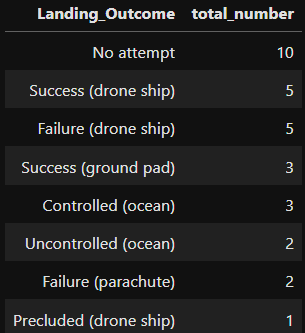 Landing_Outcome total_number
No attempt 10
Success (drone ship) 5
Failure (drone ship) 5
Success (ground pad) 3
Controlled (ocean) 3
Uncontrolled (ocean) 2
Failure (parachute) 2
Precluded (drone ship) 1